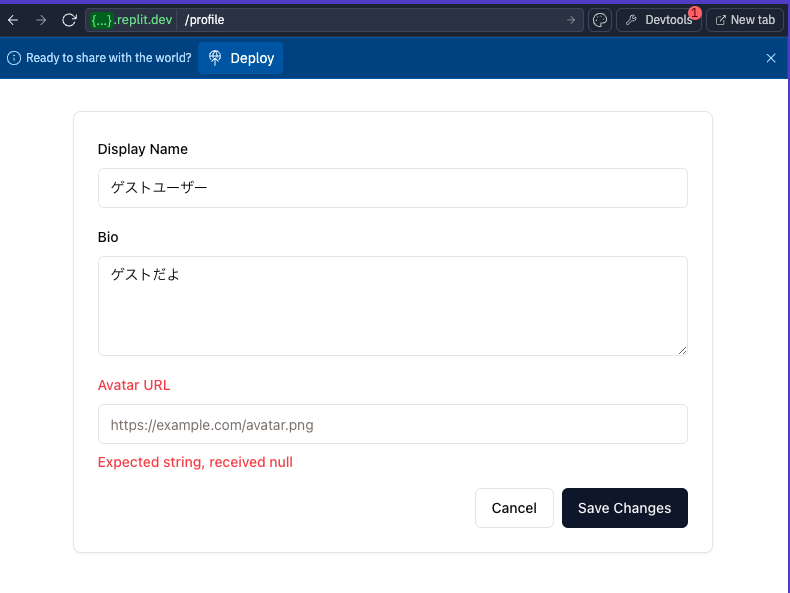 {...}.replit.dev /profile Devtools 1 New tab
Ready to share with the world? Deploy
Display Name
ゲストユーザー
Bio
ゲストだよ
Avatar URL
https://example.com/avatar.png
Expected string, received null
Cancel Save Changes